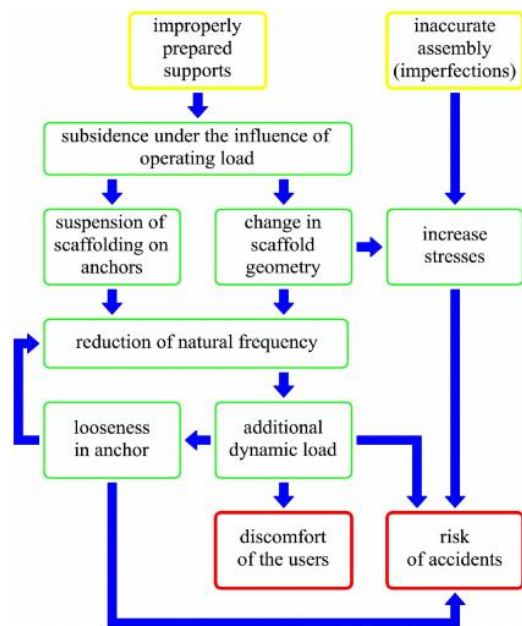 improperly
prepared
supports
inaccurate
assembly
(imperfections)
subsidence under the influence of
operating load
suspension of
scaffolding on
anchors
change in
scaffold
geometry
increase
stresses
reduction of natural frequency
looseness
in anchor
additional
dynamic load
discomfort
of the users
risk
of accidents